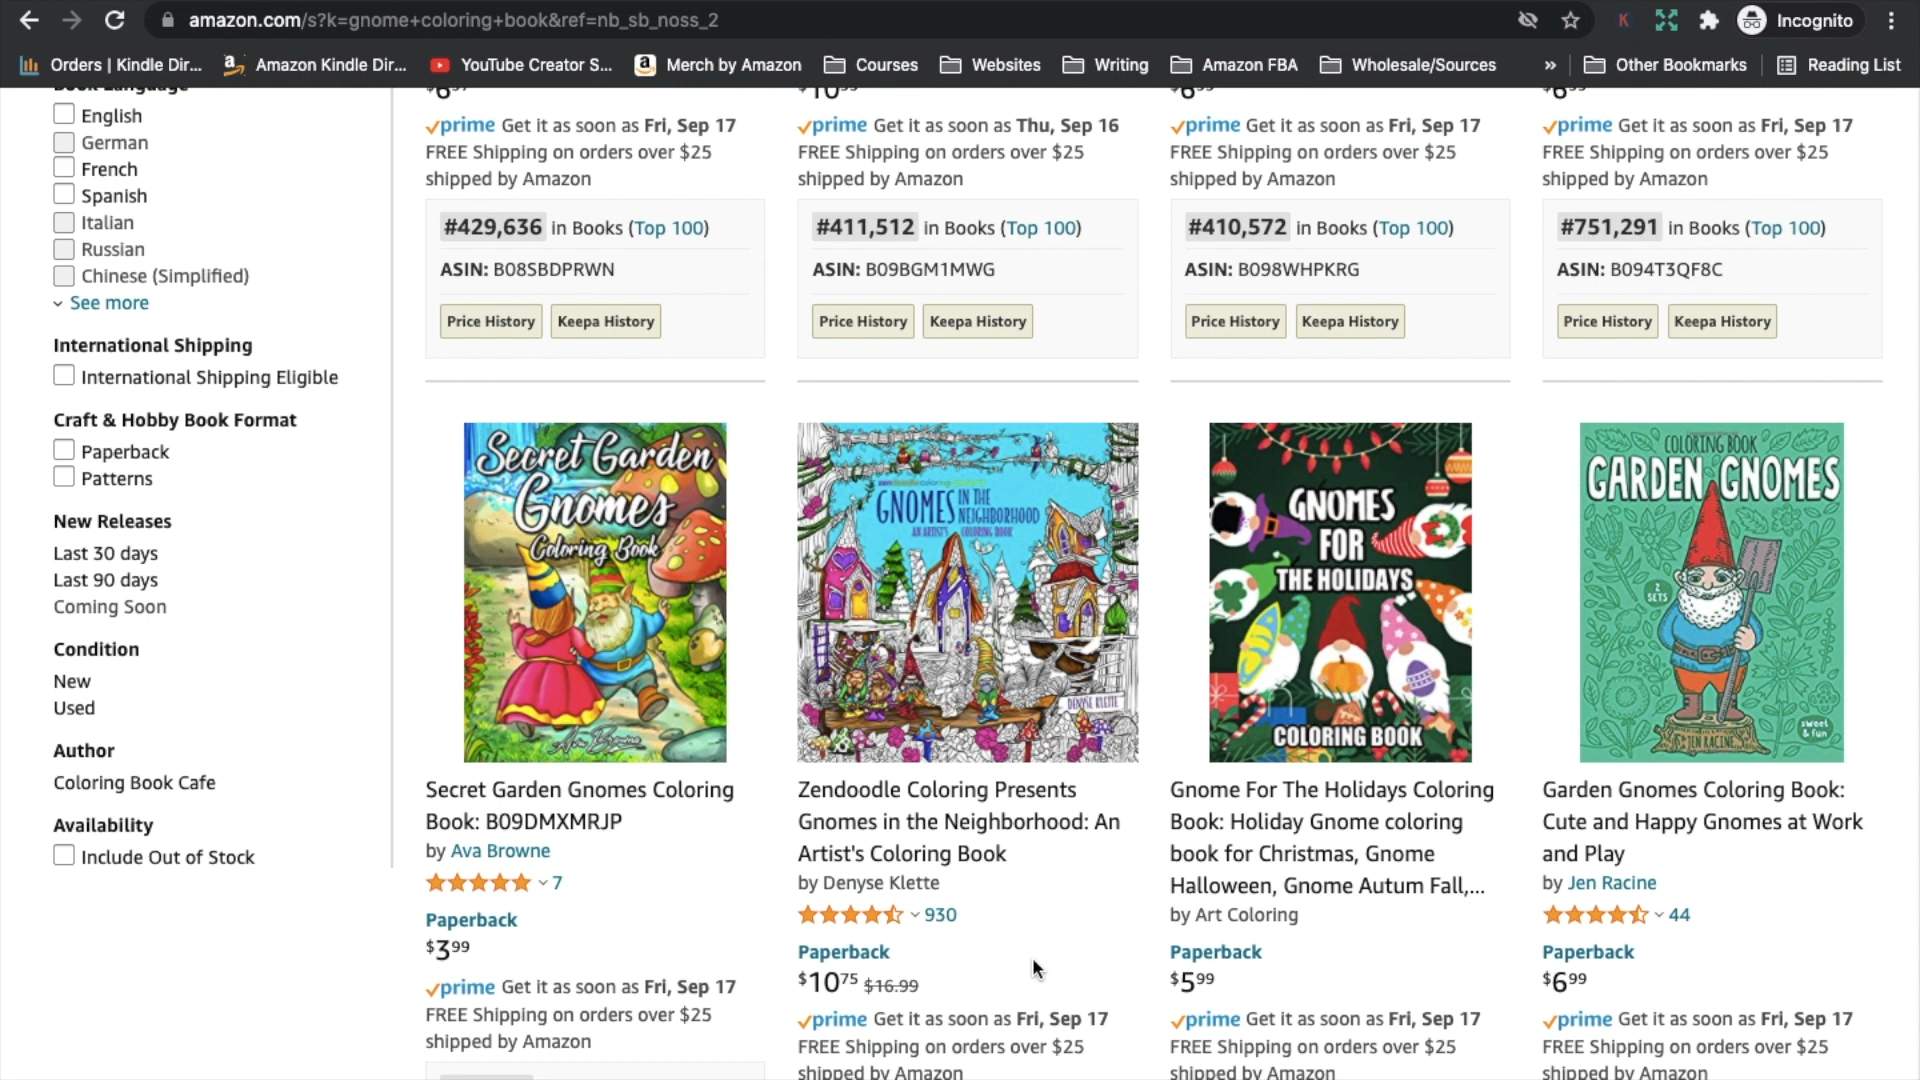 amazon.com/s?k=gnome+coloring+book&ref=nb_sb_noss_2
K
Incognito
Orders | Kindle Dir...
Amazon Kindle Dir...
YouTube Creator S...
Merch by Amazon
Courses
Websites
Writing
Amazon FBA
Wholesale/Sources
»
Other Bookmarks
Reading List
Book Language
English
German
French
Spanish
Italian
Russian
Chinese (Simplified)
See more
International Shipping
International Shipping Eligible
Craft & Hobby Book Format
Paperback
Patterns
New Releases
Last 30 days
Last 90 days
Coming Soon
Condition
New
Used
Author
Coloring Book Cafe
Availability
Include Out of Stock
prime Get it as soon as Fri, Sep 17
FREE Shipping on orders over $25
shipped by Amazon
#429,636 in Books (Top 100)
ASIN: B08SBDPRWN
Price History Keepa History
prime Get it as soon as Thu, Sep 16
FREE Shipping on orders over $25
shipped by Amazon
#411,512 in Books (Top 100)
ASIN: B09BGM1MWG
Price History Keepa History
prime Get it as soon as Fri, Sep 17
FREE Shipping on orders over $25
shipped by Amazon
#410,572 in Books (Top 100)
ASIN: B098WHPKRG
Price History Keepa History
prime Get it as soon as Fri, Sep 17
FREE Shipping on orders over $25
shipped by Amazon
#751,291 in Books (Top 100)
ASIN: B094T3QF8C
Price History Keepa History
Secret Garden
Gnomes
Coloring Book
Ava Browne
Secret Garden Gnomes Coloring
Book: B09DMXMRJP
by Ava Browne
7
Paperback
$3.99
prime Get it as soon as Fri, Sep 17
FREE Shipping on orders over $25
shipped by Amazon
GNOMES IN THE
NEIGHBORHOOD
AN ARTIST'S COLORING BOOK
DENYSE KLETTE
Zendoodle Coloring Presents
Gnomes in the Neighborhood: An
Artist's Coloring Book
by Denyse Klette
930
Paperback
$10.75 $16.99
prime Get it as soon as Fri, Sep 17
FREE Shipping on orders over $25
shipped by Amazon
GNOMES
FOR
THE HOLIDAYS
COLORING BOOK
Gnome For The Holidays Coloring
Book: Holiday Gnome coloring
book for Christmas, Gnome
Halloween, Gnome Autum Fall,...
by Art Coloring
Paperback
$5.99
prime Get it as soon as Fri, Sep 17
FREE Shipping on orders over $25
shipped by Amazon
COLORING BOOK
GARDEN GNOMES
2
SETS
sweet
& fun
JEN RACINE
Garden Gnomes Coloring Book:
Cute and Happy Gnomes at Work
and Play
by Jen Racine
44
Paperback
$6.99
prime Get it as soon as Fri, Sep 17
FREE Shipping on orders over $25
shipped by Amazon